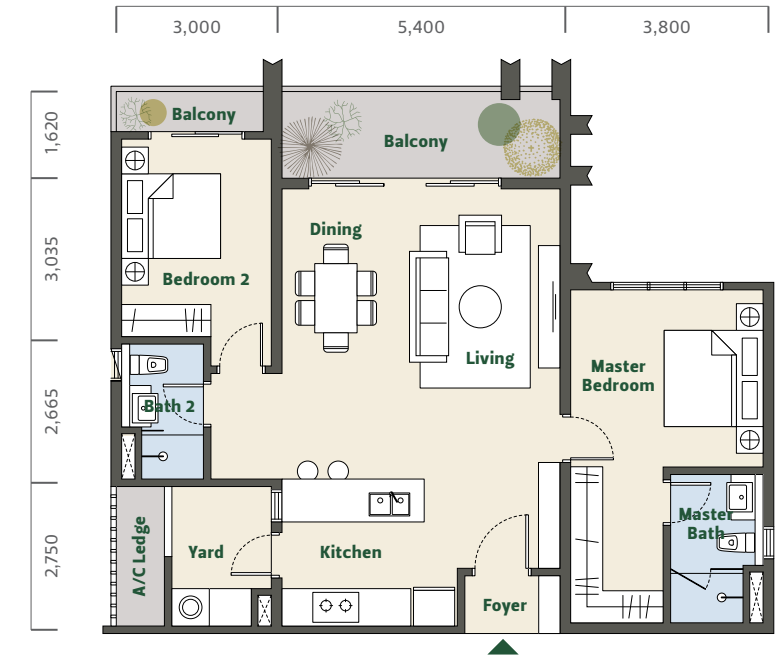 3,000
5,400
3,800
1,620
3,035
2,665
2,750
Balcony
Balcony
Dining
Bedroom 2
Living
Master
Bedroom
Bath 2
Master
Bath
A/C Ledge
Yard
Kitchen
Foyer